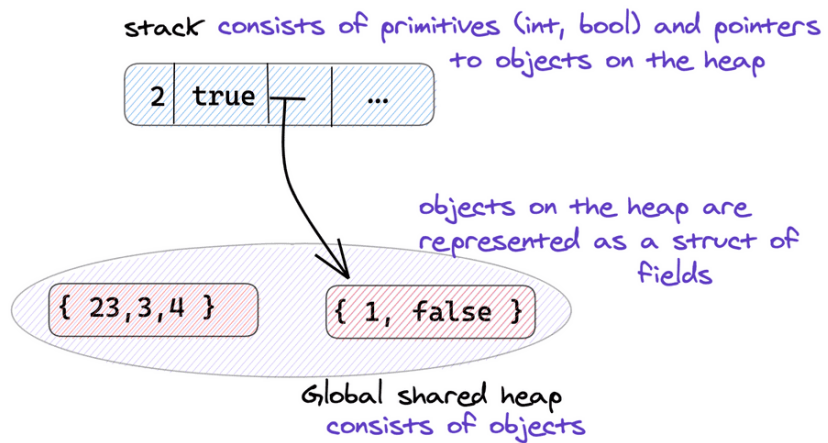 stack consists of primitives (int, bool) and pointers
to objects on the heap
2 true ...
objects on the heap are
represented as a struct of
fields
{ 23,3,4 }
{ 1, false }
Global shared heap
consists of objects